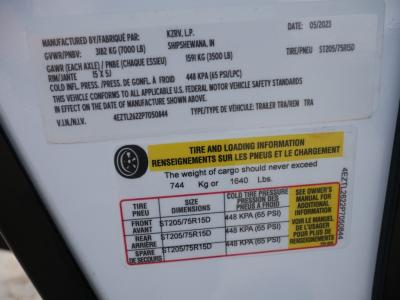 MANUFACTURED BY/FABRIQUÉ PAR: KZRV, L.P. 05/2023
GVWR/PNBV: 3182 KG (7000 LB) SHIPSHEWANA, IN
GAWR (EACH AXLE)/PNBE (CHAQUE ESSIEU) 1591 KG (3500 LB) TIRE/PNEU ST205/75R15D
RIM/JANTE 15 X 5J
COLD INFL. PRESS./PRESS. DE GONFL. À FROID 448 KPA (65 PSI/LPC)
THIS VEHICLE CONFORMS TO ALL APPLICABLE U.S. FEDERAL MOTOR VEHICLE SAFETY STANDARDS
IN EFFECT ON THE DATE OF MANUFACTURE SHOWN ABOVE.
V.I.N./N.I.V. 4EZTL2622P7050844 TYPE/TYPE DE VÉHICULE: TRAILER TRA/REM TRA
TIRE AND LOADING INFORMATION
RENSEIGNEMENTS SUR LES PNEUS ET LE CHARGEMENT
The weight of cargo should never exceed
744 Kg or 1640 Lbs.
TIRE PNEU
SIZE DIMENSIONS
COLD TIRE PRESSURE
PRESSION DES PNEUS A FROID
FRONT AVANT ST205/75R15D 448 KPA (65 PSI)
REAR ARRIÈRE ST205/75R15D 448 KPA (65 PSI)
SPARE DE SECOURS ST205/75R15D 448 KPA (65 PSI)
SEE OWNER'S
MANUAL FOR
ADDITIONAL
INFORMATION
VOIR LE MANUEL
DE L'USAGER
POUR PLUS DE
RENSEIGNEMENTS